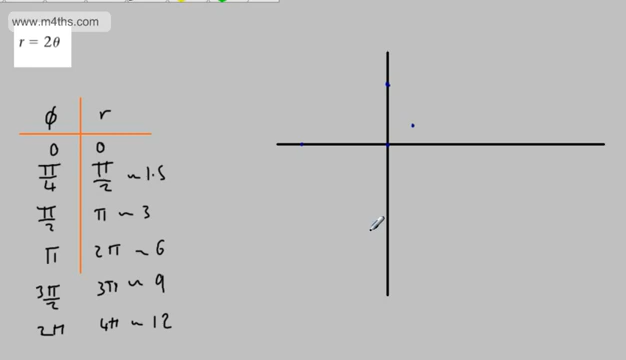 www.m4ths.com
r = 2θ
ϕ r
0 0
π/4 π/2 ~ 1.5
π/2 π ~ 3
π 2π ~ 6
3π/2 3π ~ 9
2π 4π ~ 12